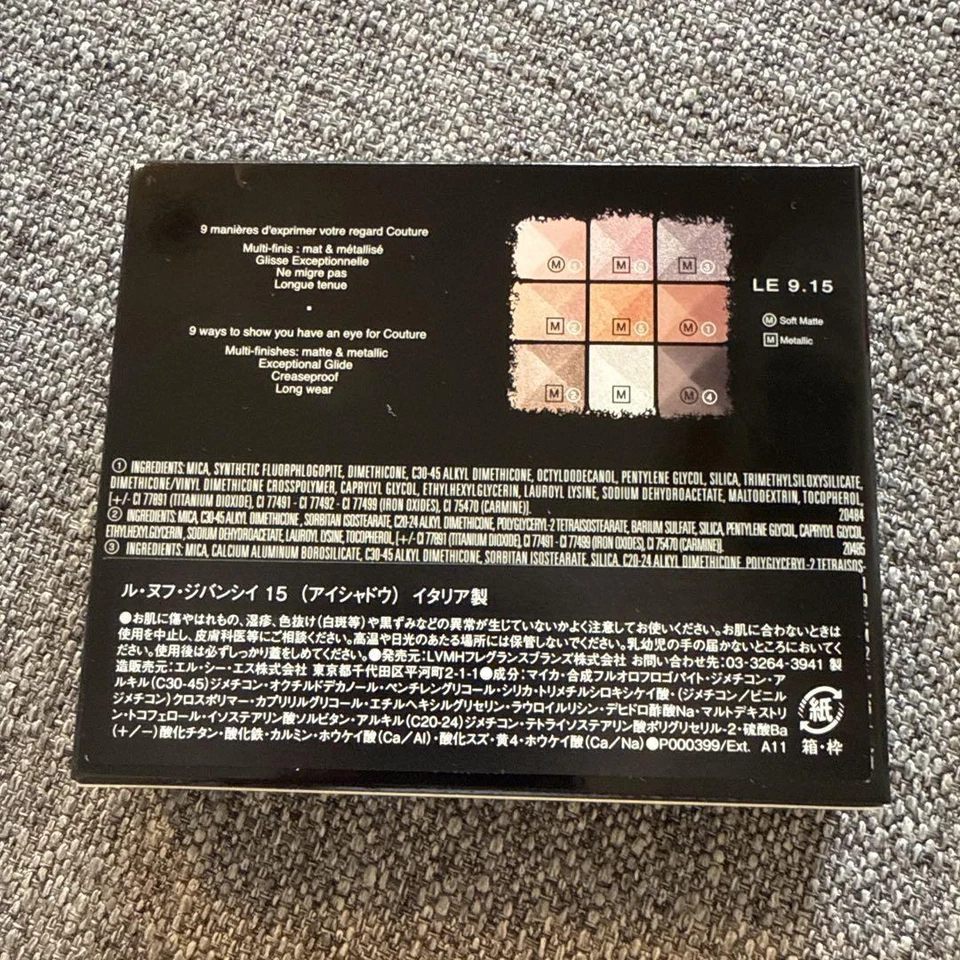 9 manières d'exprimer votre regard Couture
Multi-finis : mat & métallisé
Glisse Exceptionnelle
Ne migre pas
Longue tenue
9 ways to show you have an eye for Couture
Multi-finishes: matte & metallic
Exceptional Glide
Creaseproof
Long wear
M M M 3
M 2 M M 1
M M M 4
LE 9.15
M Soft Matte
M Metallic
1 INGREDIENTS: MICA, SYNTHETIC FLUORPHLOGOPITE, DIMETHICONE, C30-45 ALKYL DIMETHICONE, OCTYLDODECANOL, PENTYLENE GLYCOL, SILICA, TRIMETHYLSILOXYSILICATE,
DIMETHICONE/VINYL DIMETHICONE CROSSPOLYMER, CAPRYLYL GLYCOL, ETHYLHEXYLGLYCERIN, LAUROYL LYSINE, SODIUM DEHYDROACETATE, MALTODEXTRIN, TOCOPHEROL,
[+/- CI 77891 (TITANIUM DIOXIDE), CI 77491 - CI 77492 - CI 77499 (IRON OXIDES), CI 75470 (CARMINE)]. 20484
2 INGREDIENTS: MICA, C30-45 ALKYL DIMETHICONE, SORBITAN ISOSTEARATE, C20-24 ALKYL DIMETHICONE, POLYGLYCERYL-2 TETRAISOSTEARATE, BARIUM SULFATE, SILICA, PENTYLENE GLYCOL, CAPRYLYL GLYCOL,
ETHYLHEXYLGLYCERIN, SODIUM DEHYDROACETATE, LAUROYL LYSINE, TOCOPHEROL, [+/- CI 77891 (TITANIUM DIOXIDE), CI 77491 - CI 77499 (IRON OXIDES), CI 75470 (CARMINE)]. 20485
3 INGREDIENTS: MICA, CALCIUM ALUMINUM BOROSILICATE, C30-45 ALKYL DIMETHICONE, SORBITAN ISOSTEARATE, SILICA, C20-24 ALKYL DIMETHICONE, POLYGLYCERYL-2 TETRAISOS-
ル・ヌフ・ジバンシイ 15 （アイシャドウ） イタリア製
●お肌に傷やはれもの、湿疹、色抜け(白斑等)や黒ずみなどの異常が生じていないかよく注意してお使いください。お肌に合わないときは
使用を中止し、皮膚科医等にご相談ください。高温や日光のあたる場所には保管しないでください。乳幼児の手の届かないところにおいてく
ださい。使用後は必ずしっかり蓋をしめてください。●発売元:LVMHフレグランスブランズ株式会社 お問い合わせ先:03-3264-3941 製
造販売元:エル・シー・エス株式会社 東京都千代田区平河町2-1-1●成分:マイカ・合成フルオロフロゴパイト・ジメチコン・ア
ルキル(C30-45)ジメチコン・オクチルドデカノール・ペンチレングリコール・シリカ・トリメチルシロキシケイ酸・(ジメチコン/ビニル
ジメチコン)クロスポリマー・カプリリルグリコール・エチルヘキシルグリセリン・ラウロイルリシン・デヒドロ酢酸Na・マルトデキストリ
ン・トコフェロール・イソステアリン酸ソルビタン・アルキル(C20-24)ジメチコン・テトライソステアリン酸ポリグリセリル-2・硫酸Ba
(+/-)酸化チタン・酸化鉄・カルミン・ホウケイ酸(Ca/Al)・酸化スズ・黄4・ホウケイ酸(Ca/Na)●P000399/Ext. A11
紙
箱・枠